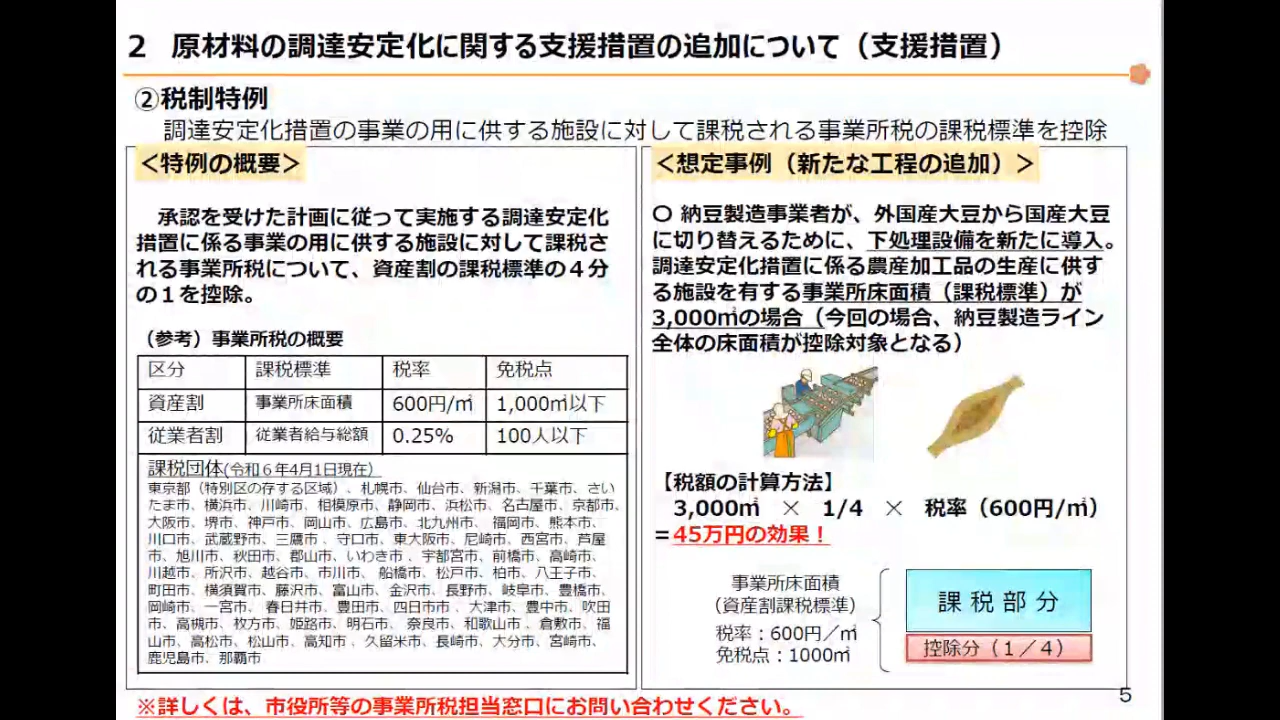 ２ 原材料の調達安定化に関する支援措置の追加について（支援措置）
②税制特例
調達安定化措置の事業の用に供する施設に対して課税される事業所税の課税標準を控除
＜特例の概要＞
承認を受けた計画に従って実施する調達安定化
措置に係る事業の用に供する施設に対して課税さ
れる事業所税について、資産割の課税標準の４分
の１を控除。
（参考）事業所税の概要
区分 課税標準 税率 免税点
資産割 事業所床面積 600円/㎡ 1,000㎡以下
従業者割 従業者給与総額 0.25% 100人以下
課税団体(令和６年4月1日現在)
東京都（特別区の存する区域）、札幌市、仙台市、新潟市、千葉市、さい
たま市、横浜市、川崎市、相模原市、静岡市、浜松市、名古屋市、京都市、
大阪市、堺市、神戸市、岡山市、広島市、北九州市、福岡市、熊本市、
川口市、武蔵野市、三鷹市、守口市、東大阪市、尼崎市、西宮市、芦屋
市、旭川市、秋田市、郡山市、いわき市、宇都宮市、前橋市、高崎市、
川越市、所沢市、越谷市、市川市、船橋市、松戸市、柏市、八王子市、
町田市、横須賀市、藤沢市、富山市、金沢市、長野市、岐阜市、豊橋市、
岡崎市、一宮市、春日井市、豊田市、四日市市、大津市、豊中市、吹田
市、高槻市、枚方市、姫路市、明石市、奈良市、和歌山市、倉敷市、福
山市、高松市、松山市、高知市、久留米市、長崎市、大分市、宮崎市、
鹿児島市、那覇市
＜想定事例（新たな工程の追加）＞
〇 納豆製造事業者が、外国産大豆から国産大豆
に切り替えるために、下処理設備を新たに導入。
調達安定化措置に係る農産加工品の生産に供す
る施設を有する事業所床面積（課税標準）が
3,000㎡の場合（今回の場合、納豆製造ライン
全体の床面積が控除対象となる）
【税額の計算方法】
3,000㎡ × 1/4 × 税率（600円/㎡）
＝45万円の効果！
事業所床面積
（資産割課税標準）
税率：600円／㎡
免税点：1000㎡
課税部分
控除分（１／４）
※詳しくは、市役所等の事業所税担当窓口にお問い合わせください。
5